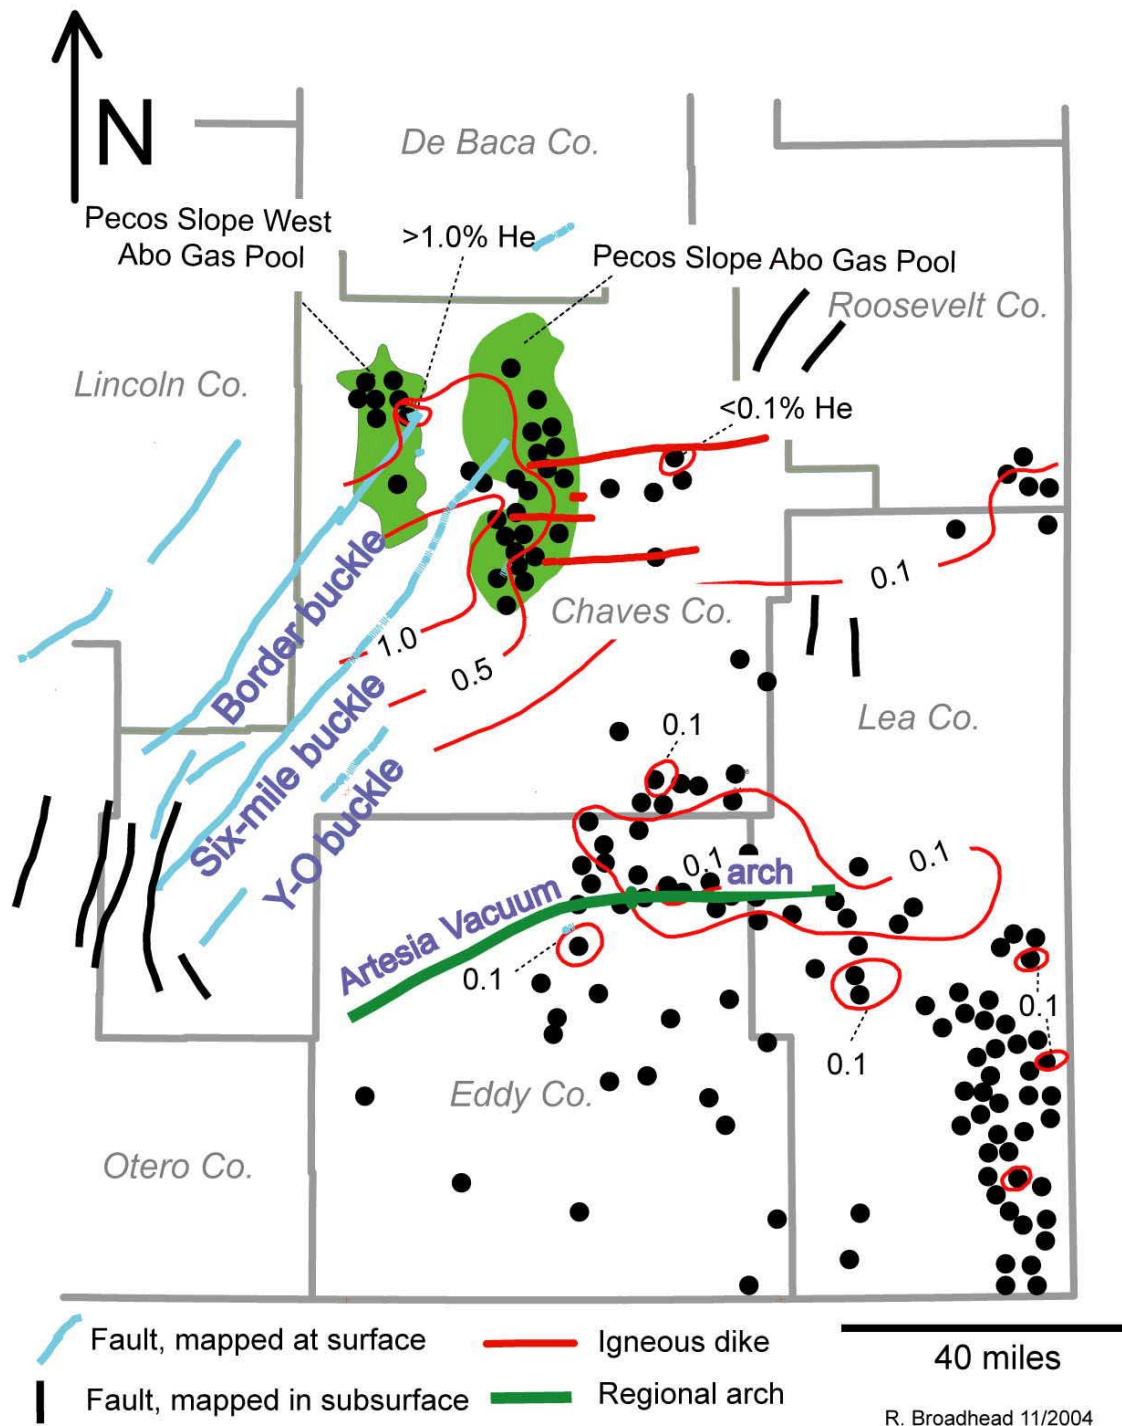 N
De Baca Co.
Pecos Slope West
Abo Gas Pool
>1.0% He
Pecos Slope Abo Gas Pool
Roosevelt Co.
Lincoln Co.
<0.1% He
0.1
Border buckle
Chaves Co.
1.0
0.5
Six-mile buckle
Lea Co.
0.1
Y-O buckle
0.1
arch
0.1
Artesia Vacuum
0.1
0.1
0.1
Eddy Co.
Otero Co.
Fault, mapped at surface
Igneous dike
40 miles
Fault, mapped in subsurface
Regional arch
R. Broadhead 11/2004